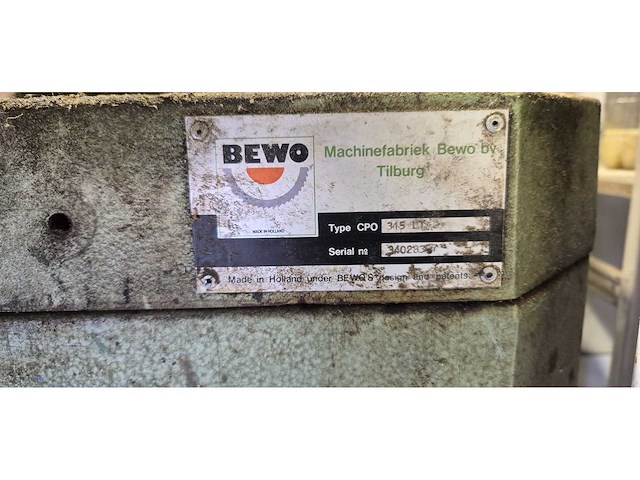 BEWO
MADE IN HOLLAND
Machinefabriek Bewo bv
Tilburg
Type CPO 315
Serial no
Made in Holland under BEWO'S design and patents.